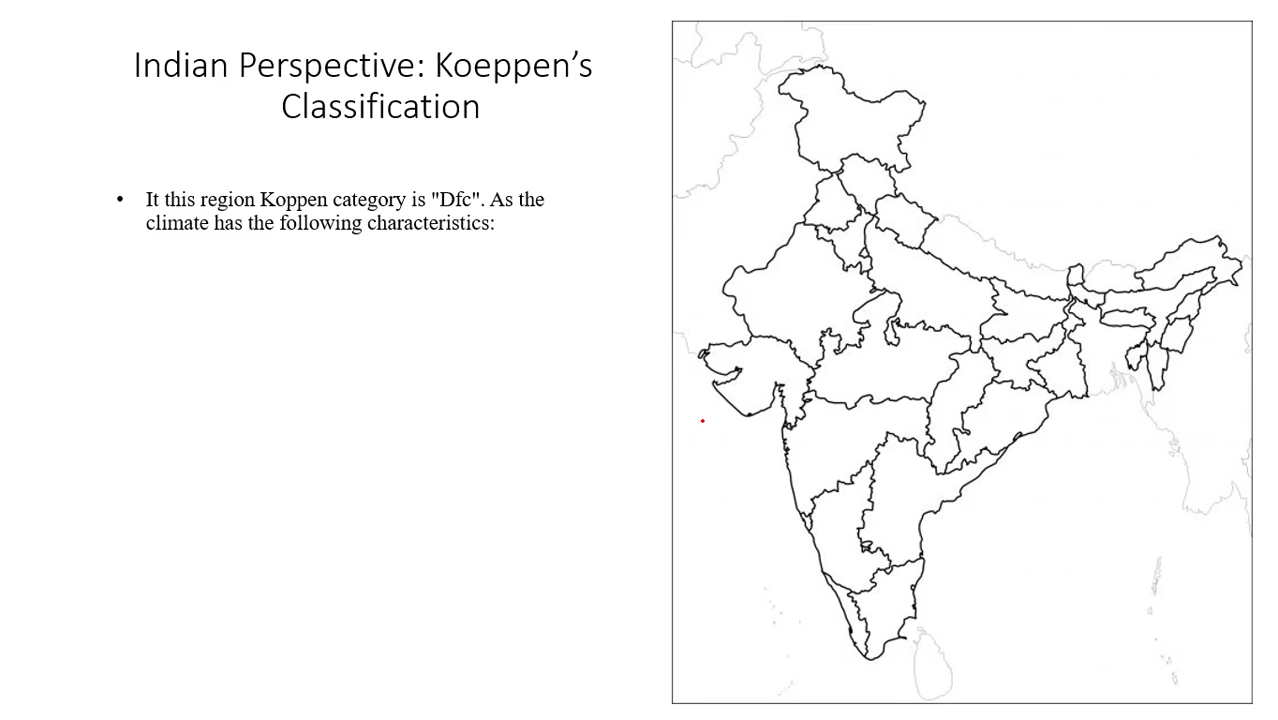 Indian Perspective: Koeppen’s
Classification
• It this region Koppen category is "Dfc". As the
climate has the following characteristics: